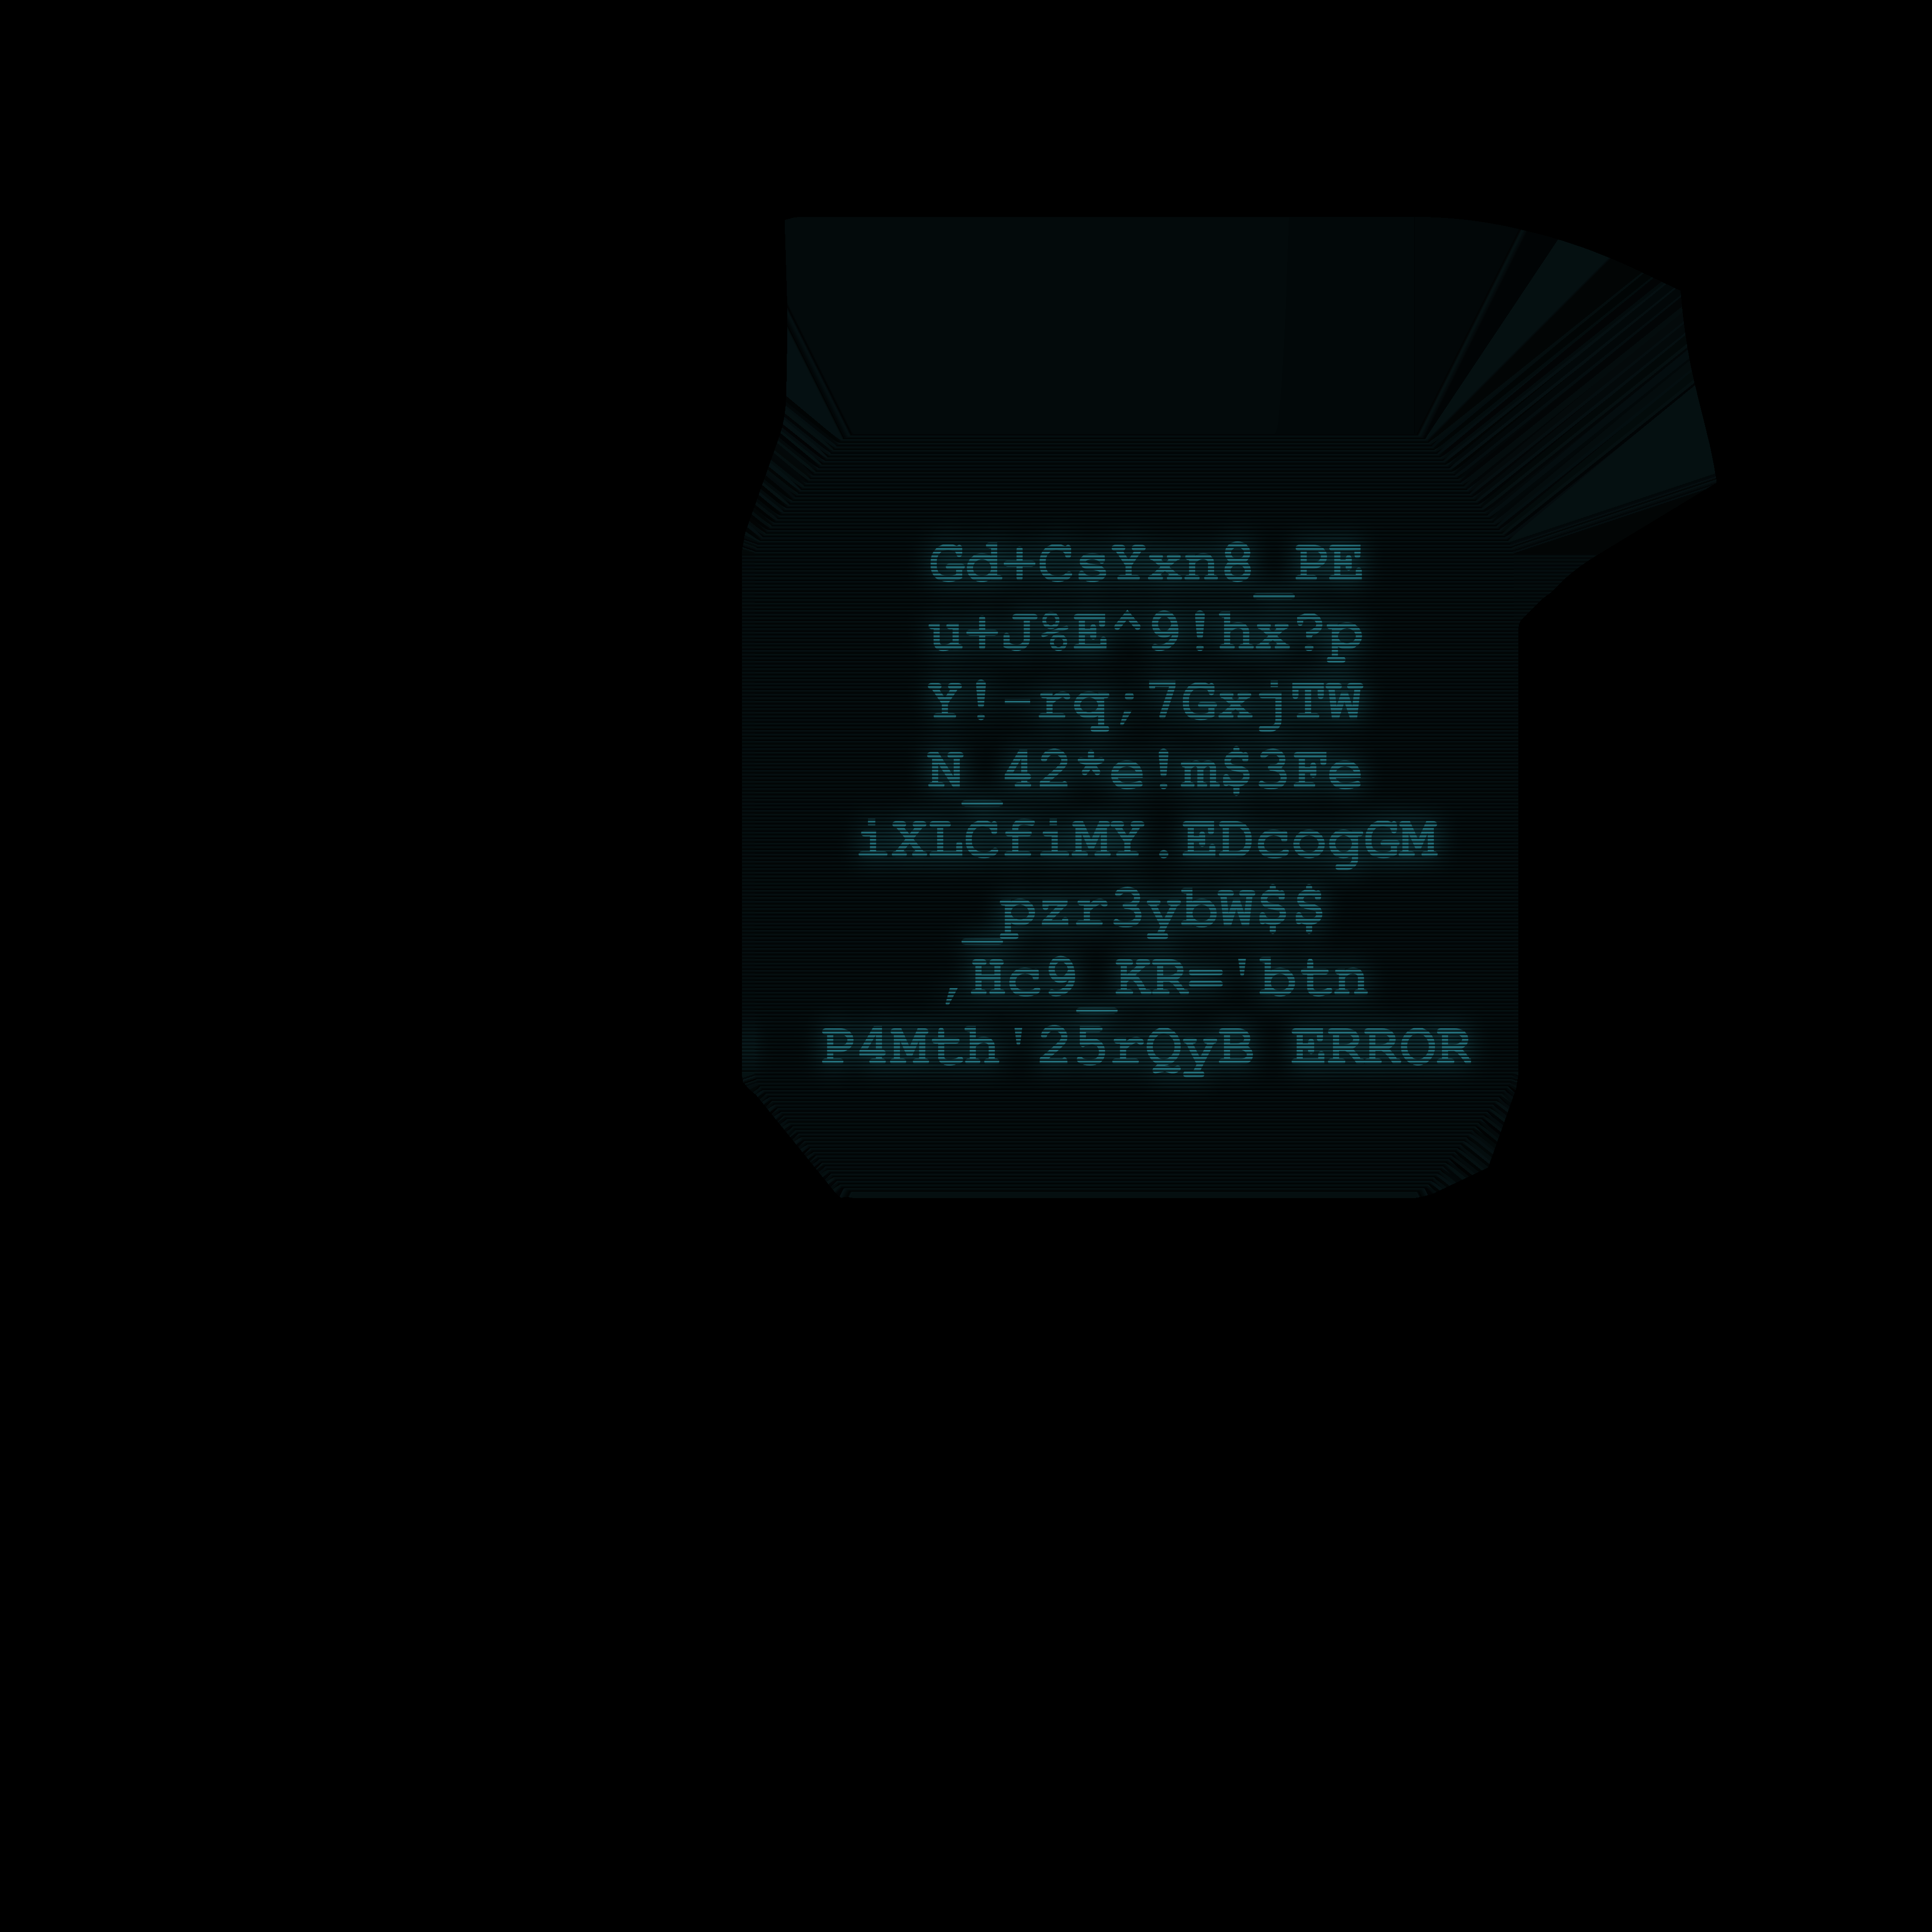 Gd+CsYxn8_PE
u+J%E^9!hx?p
Y!-rq;7GxjTW
N_42*e!m$3Fe
iXLCfiMY.EDcogGM
_pzr3ybW$$
,Hc9_KR='btn
P4Mth'25rQyB ERROR